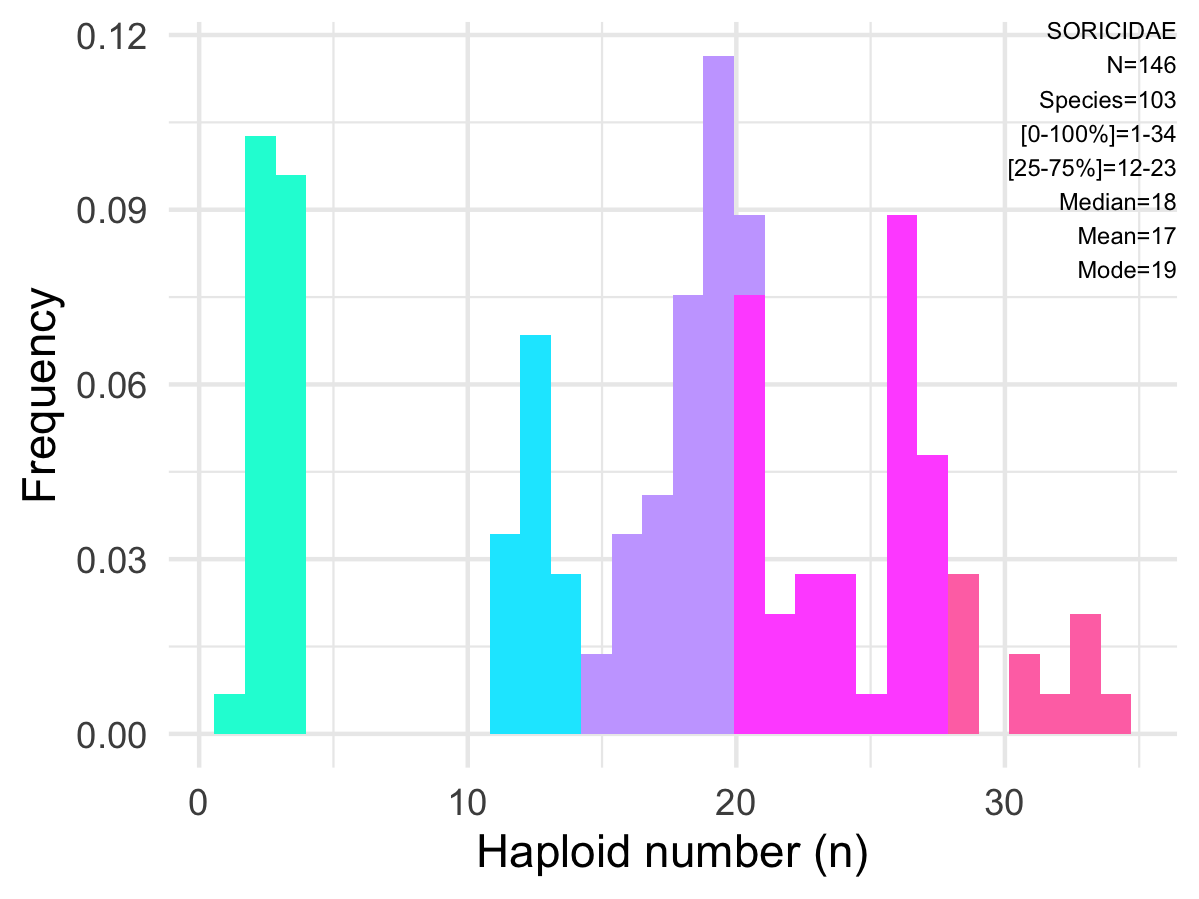 SORICIDAE
N=146
Species=103
[0-100%]=1-34
[25-75%]=12-23
Median=18
Mean=17
Mode=19
0.12
0.09
0.06
0.03
0.00
Frequency
0 10 20 30
Haploid number (n)